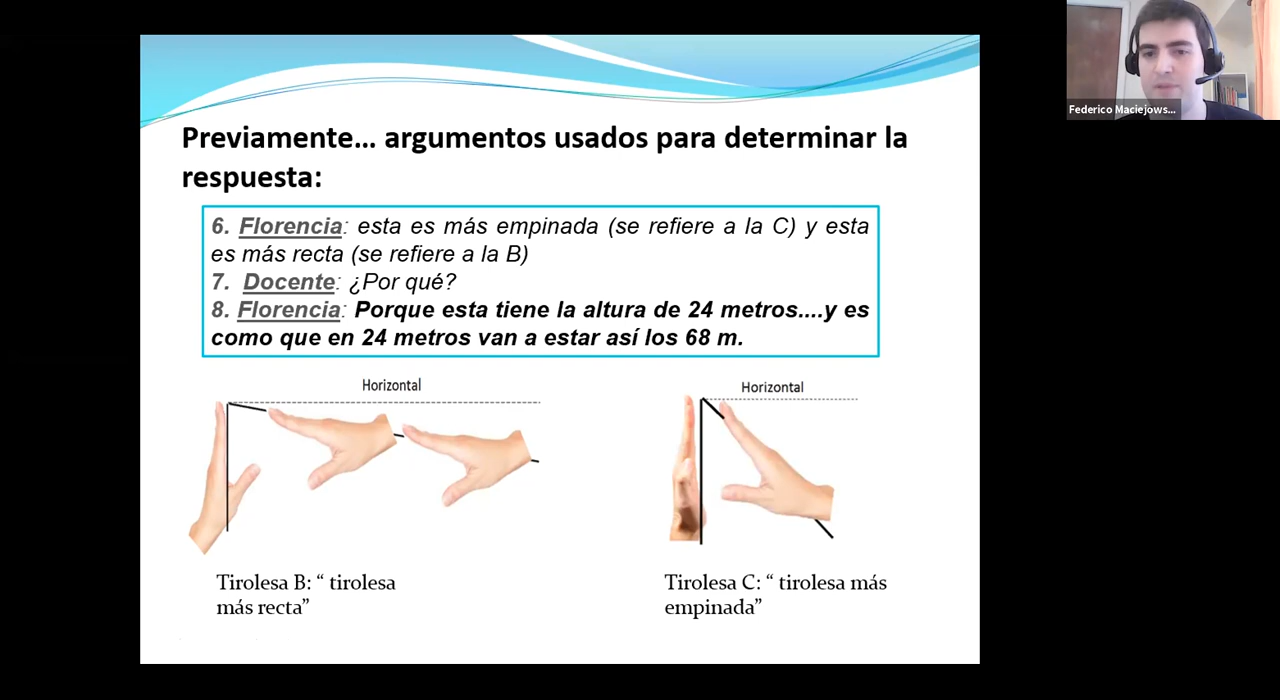 Federico Maciejows...
Previamente... argumentos usados para determinar la
respuesta:
6. Florencia: esta es más empinada (se refiere a la C) y esta
es más recta (se refiere a la B)
7. Docente: ¿Por qué?
8. Florencia: Porque esta tiene la altura de 24 metros....y es
como que en 24 metros van a estar así los 68 m.
Horizontal
Horizontal
Tirolesa B: “ tirolesa
más recta”
Tirolesa C: “ tirolesa más
empinada”